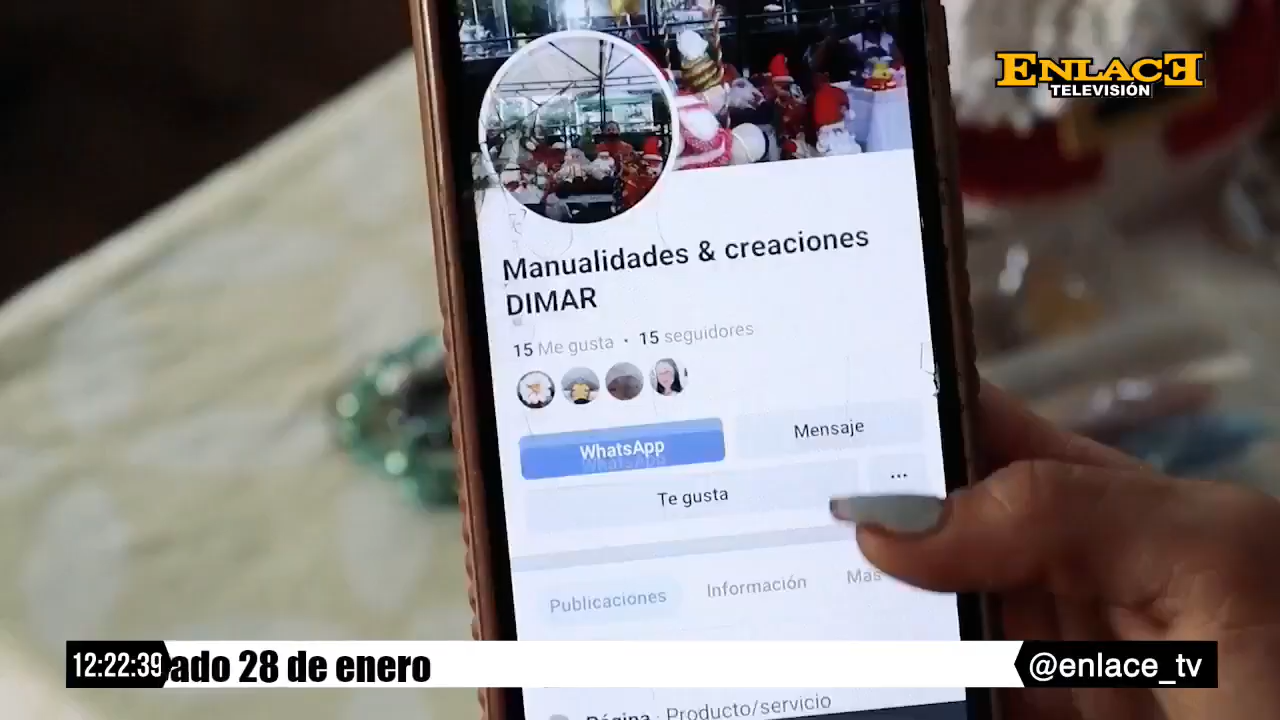 ENLACE
TELEVISIÓN
Manualidades & creaciones
DIMAR
15 Me gusta · 15 seguidores
WhatsApp
Mensaje
Te gusta
...
Publicaciones
Información
Mas
12:22:39
ado 28 de enero
@enlace_tv
Página · Producto/servicio